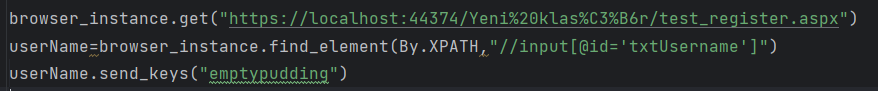 browser_instance.get("https://localhost:44374/Yeni%20klas%C3%B6r/test_register.aspx")
userName=browser_instance.find_element(By.XPATH,"//input[@id='txtUsername']")
userName.send_keys("emptypudding")